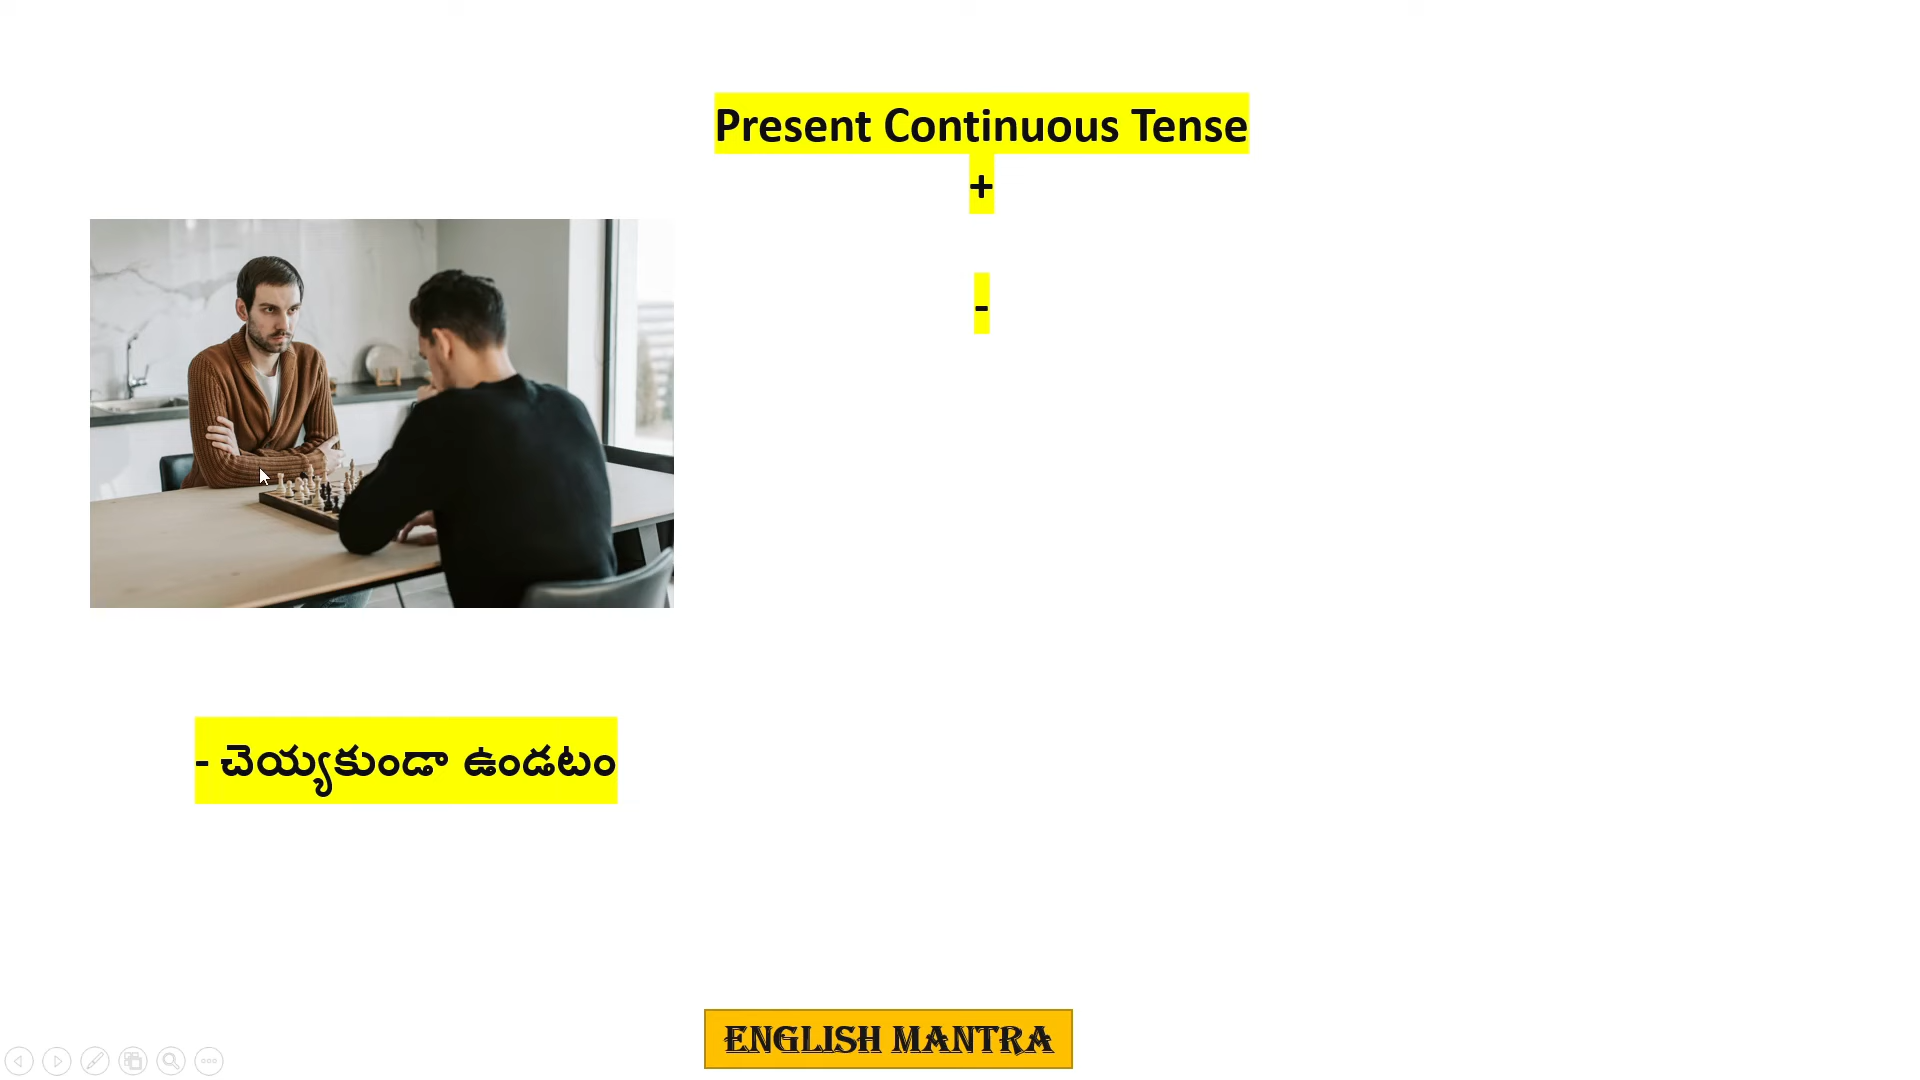 Present Continuous Tense
+
-
- చెయ్యకుండా ఉండటం
ENGLISH MANTRA